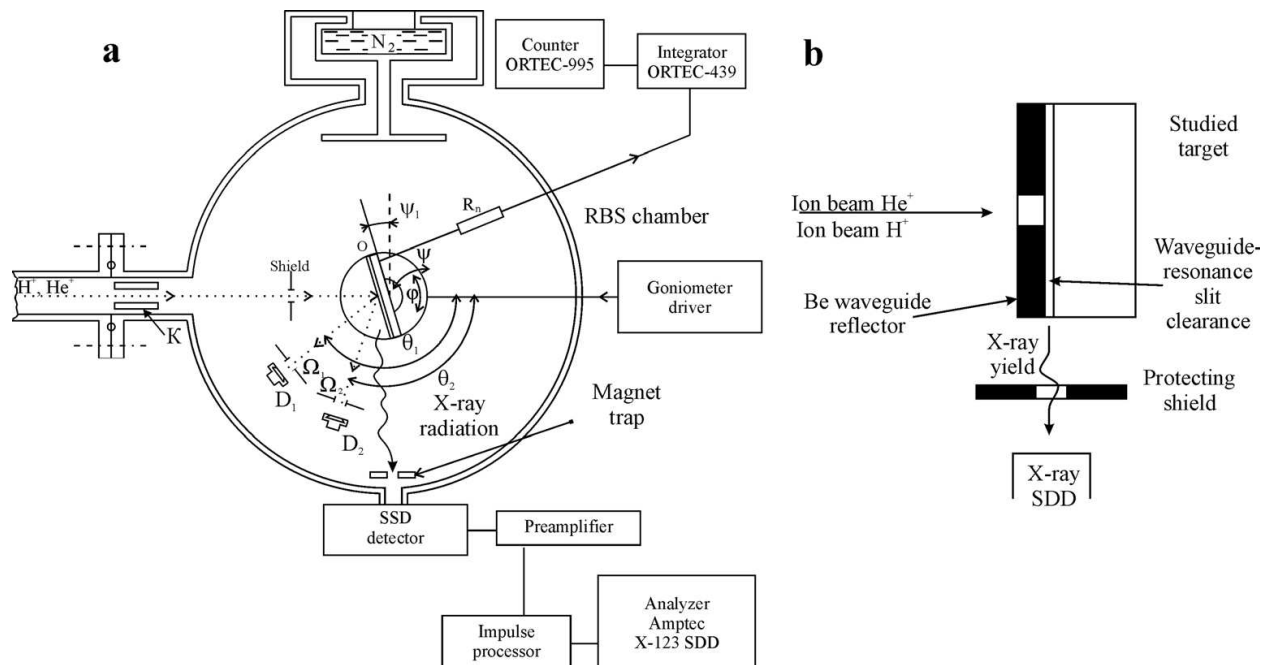 a
N₂
Counter
ORTEC-995
Integrator
ORTEC-439
ψ₁
Rₙ
RBS chamber
O
ψ
φ
Shield
H⁺, He⁺
K
Goniometer
driver
θ₁
θ₂
Ω₁
Ω₂
D₁
D₂
X-ray
radiation
Magnet
trap
SSD
detector
Preamplifier
Impulse
processor
Analyzer
Amptec
X-123 SDD
b
Studied
target
Ion beam He⁺
Ion beam H⁺
Waveguide-
resonance
slit
clearance
Be waveguide
reflector
X-ray
yield
Protecting
shield
X-ray
SDD